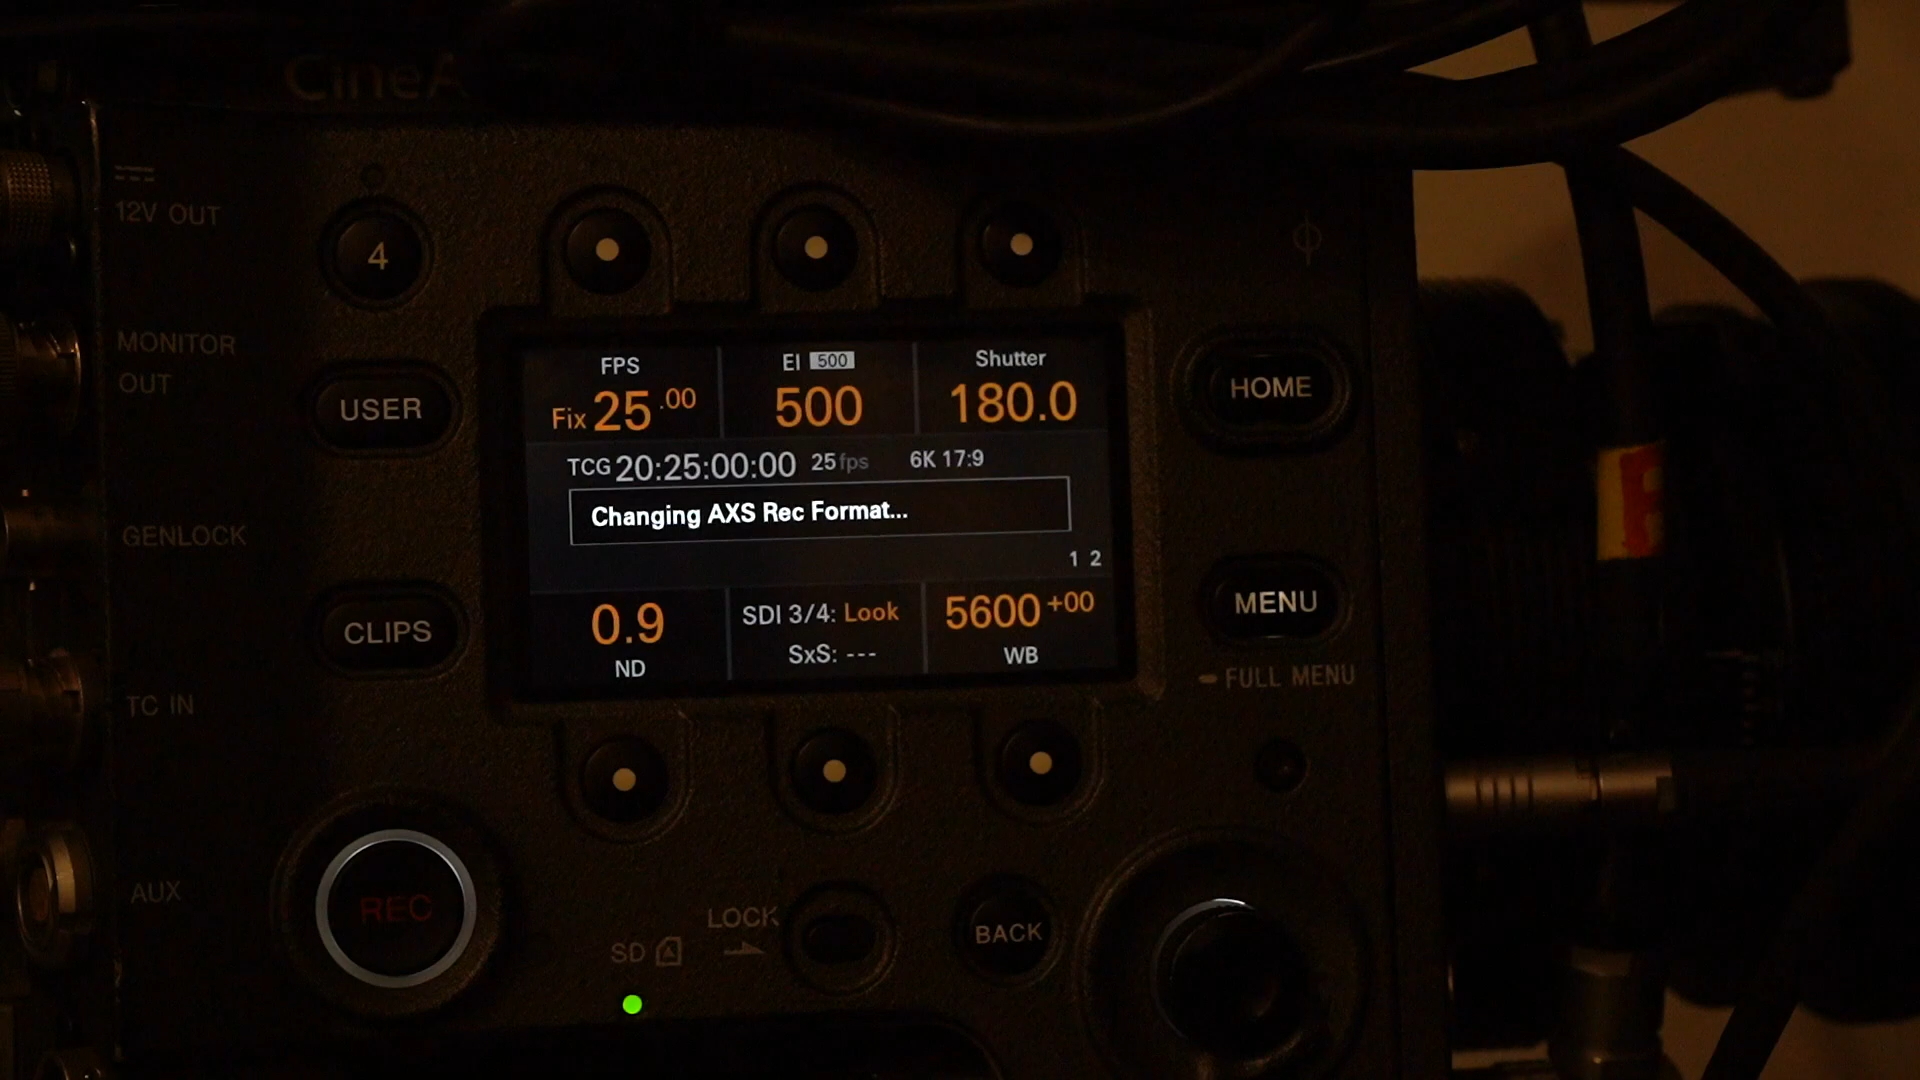 CineA
12V OUT
4
MONITOR
OUT
USER
HOME
FPS
Fix 25.00
EI 500
500
Shutter
180.0
TCG 20:25:00:00 25fps 6K 17:9
Changing AXS Rec Format...
1 2
0.9
ND
SDI 3/4: Look
SxS: ---
5600+00
WB
GENLOCK
CLIPS
MENU
FULL MENU
TC IN
AUX
REC
SD
LOCK
BACK